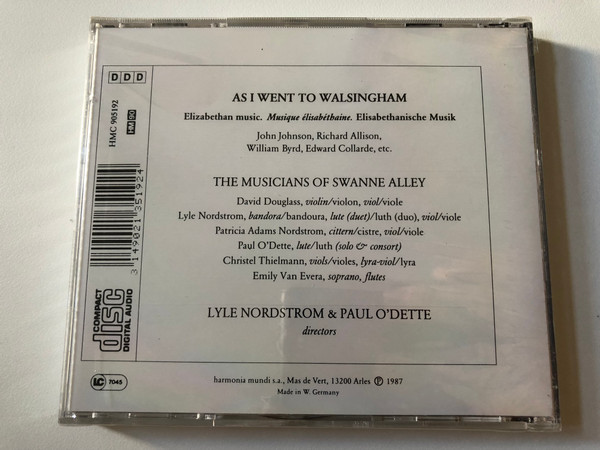 DDD
HMC 905192
HM 90
3 149021 351924
COMPACT
disc
DIGITAL AUDIO
AS I WENT TO WALSINGHAM
Elizabethan music. Musique élisabéthaine. Elisabethanische Musik
John Johnson, Richard Allison,
William Byrd, Edward Collarde, etc.
THE MUSICIANS OF SWANNE ALLEY
David Douglass, violin/violon, viol/viole
Lyle Nordstrom, bandora/bandoura, lute (duet)/luth (duo), viol/viole
Patricia Adams Nordstrom, cittern/cistre, viol/viole
Paul O'Dette, lute/luth (solo & consort)
Christel Thielmann, viols/violes, lyra-viol/lyra
Emily Van Evera, soprano, flutes
LYLE NORDSTROM & PAUL O'DETTE
directors
LC 7045
harmonia mundi s.a., Mas de Vert, 13200 Arles Ⓟ 1987
Made in W. Germany